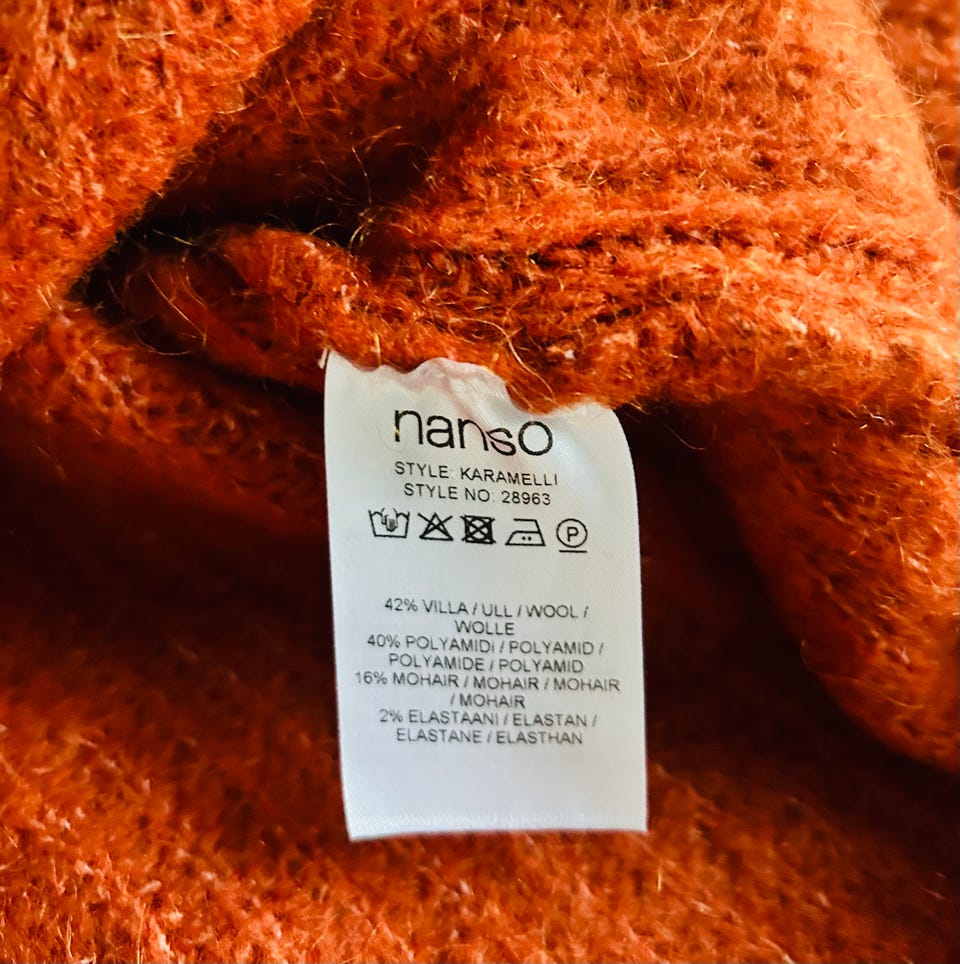 nanso
STYLE: KARAMELLI
STYLE NO: 28963
P
42% VILLA / ULL / WOOL /
WOLLE
40% POLYAMIDI / POLYAMID /
POLYAMIDE / POLYAMID
16% MOHAIR / MOHAIR / MOHAIR
/ MOHAIR
2% ELASTAANI / ELASTAN /
ELASTANE / ELASTHAN